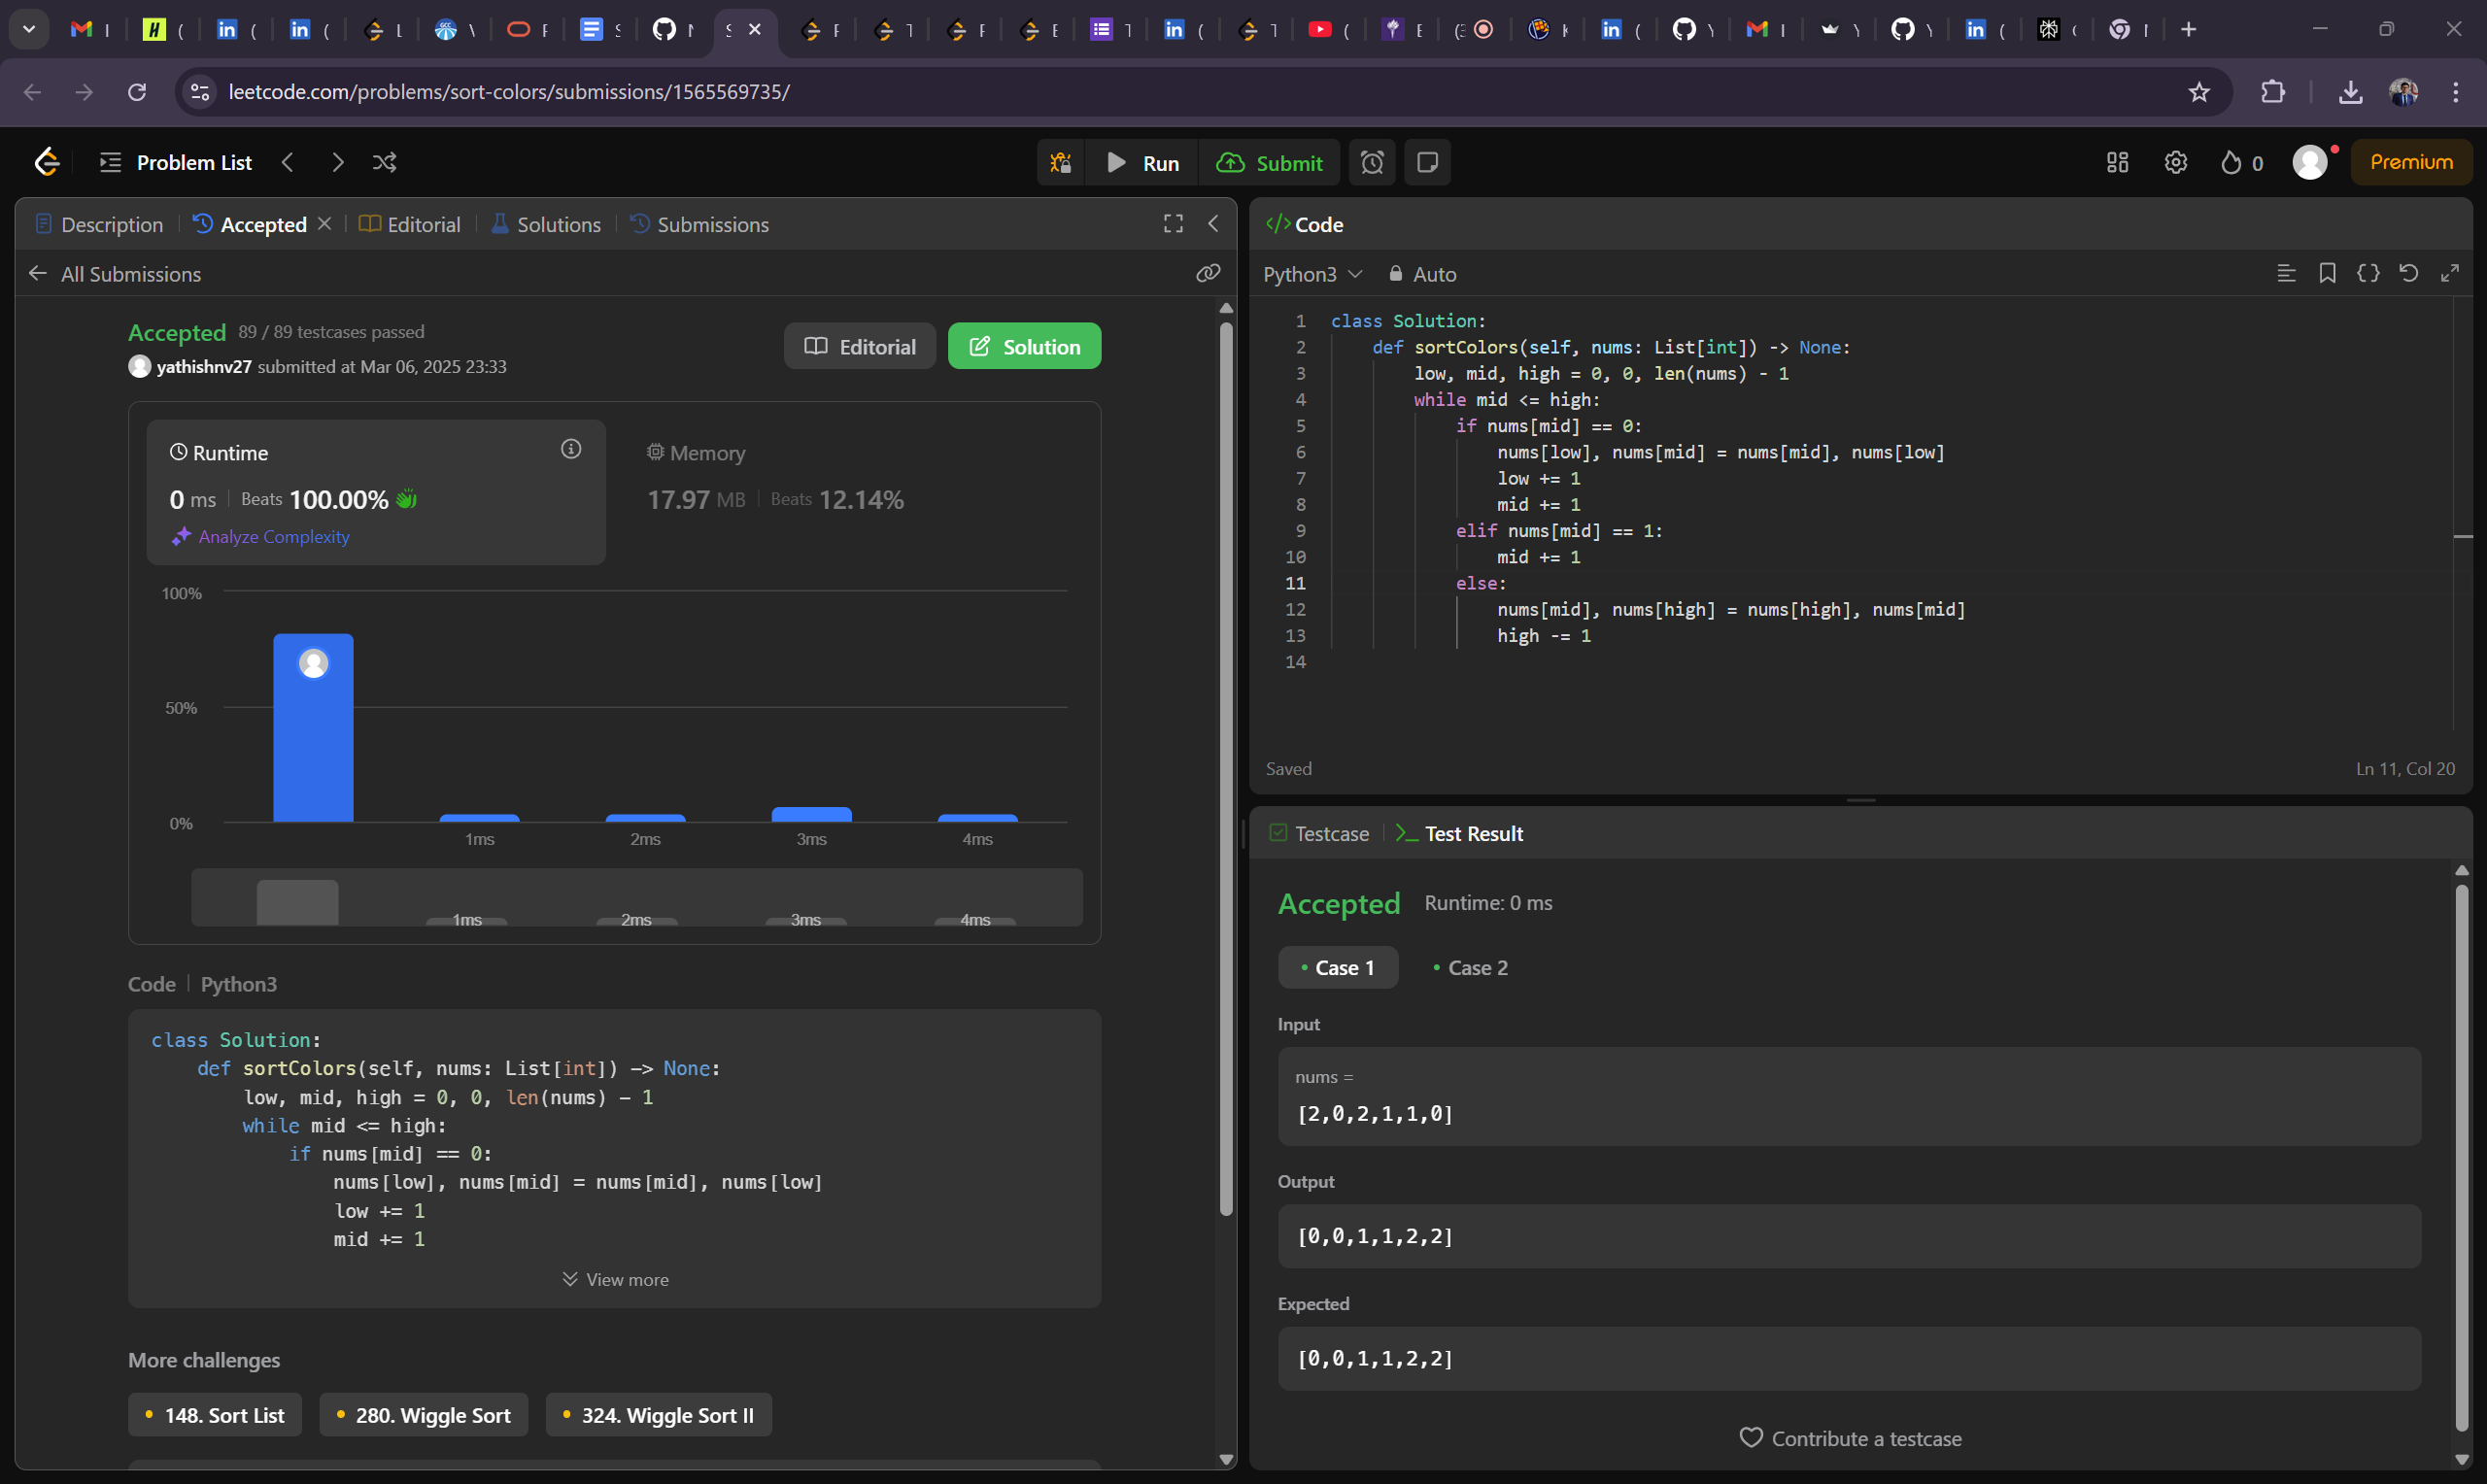 leetcode.com/problems/sort-colors/submissions/1565569735/
Problem List
Run
Submit
0
Premium
Description
Accepted
Editorial
Solutions
Submissions
All Submissions
Accepted 89 / 89 testcases passed
yathishnv27 submitted at Mar 06, 2025 23:33
Editorial
Solution
Runtime
0 ms Beats 100.00%
Analyze Complexity
Memory
17.97 MB Beats 12.14%
100%
50%
0%
1ms 2ms 3ms 4ms
1ms 2ms 3ms 4ms
Code Python3
class Solution:
    def sortColors(self, nums: List[int]) -> None:
        low, mid, high = 0, 0, len(nums) - 1
        while mid <= high:
            if nums[mid] == 0:
                nums[low], nums[mid] = nums[mid], nums[low]
                low += 1
                mid += 1
View more
More challenges
148. Sort List
280. Wiggle Sort
324. Wiggle Sort II
Code
Python3
Auto
1 class Solution:
2     def sortColors(self, nums: List[int]) -> None:
3         low, mid, high = 0, 0, len(nums) - 1
4         while mid <= high:
5             if nums[mid] == 0:
6                 nums[low], nums[mid] = nums[mid], nums[low]
7                 low += 1
8                 mid += 1
9             elif nums[mid] == 1:
10                 mid += 1
11             else:
12                 nums[mid], nums[high] = nums[high], nums[mid]
13                 high -= 1
14
Saved
Ln 11, Col 20
Testcase
Test Result
Accepted Runtime: 0 ms
Case 1
Case 2
Input
nums =
[2,0,2,1,1,0]
Output
[0,0,1,1,2,2]
Expected
[0,0,1,1,2,2]
Contribute a testcase